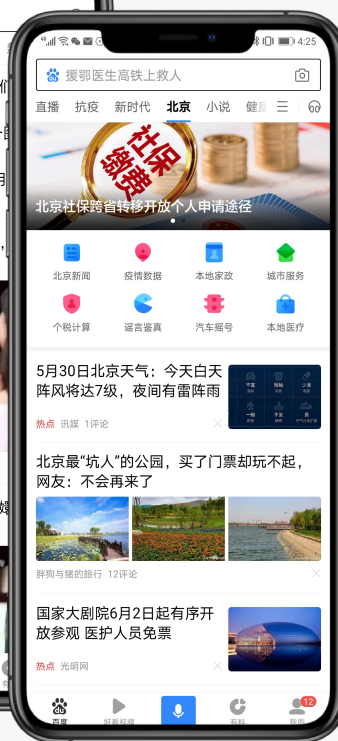 4:25
援鄂医生高铁上救人
直播 抗疫 新时代 北京 小说 健康
社保
缴费
北京社保跨省转移开放个人申请途径
北京新闻 疫情数据 本地家政 城市服务
个税计算 谣言鉴真 汽车摇号 本地医疗
5月30日北京天气：今天白天
阵风将达7级，夜间有雷阵雨
热点 讯媒 1评论
北京最“坑人”的公园，买了门票却玩不起，
网友：不会再来了
胖狗与猪的旅行 12评论
国家大剧院6月2日起有序开
放参观 医护人员免票
热点 光明网
12
百度 好看视频 有料 我的